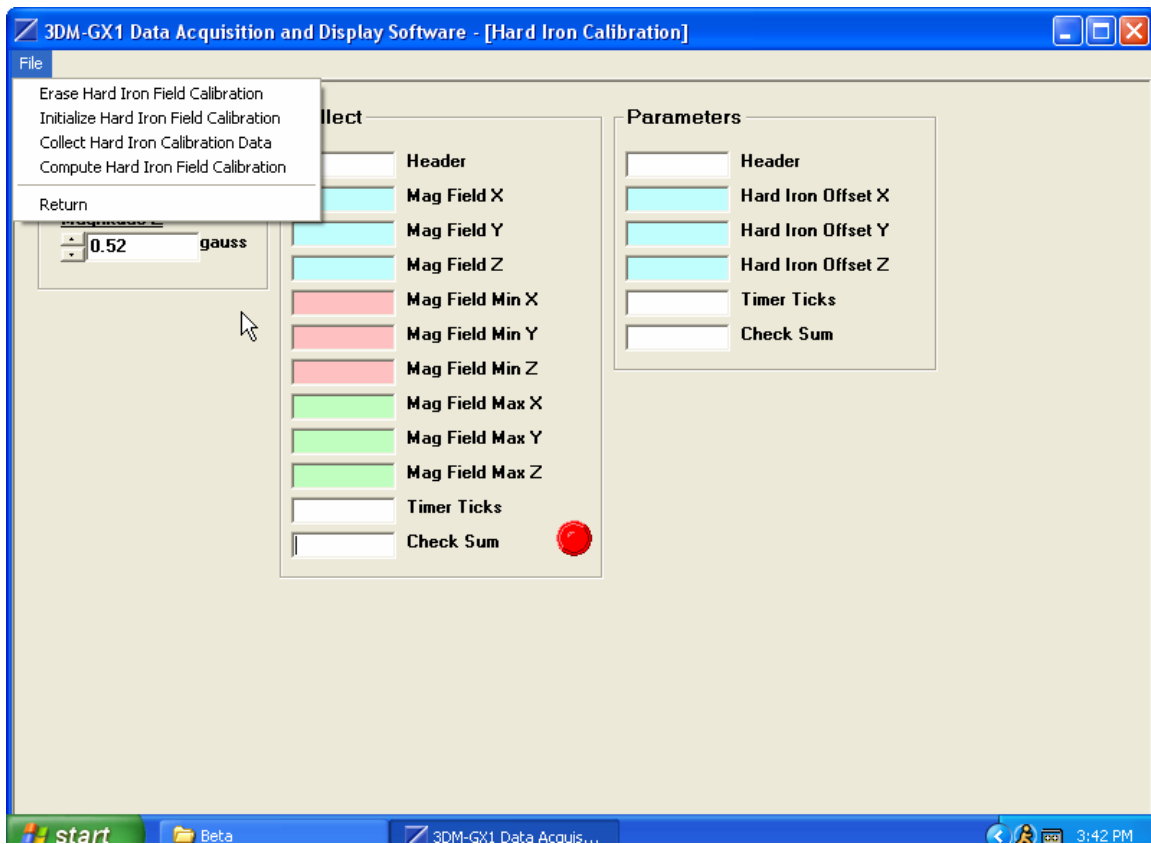 3DM-GX1 Data Acquisition and Display Software - [Hard Iron Calibration]
File
Erase Hard Iron Field Calibration
Initialize Hard Iron Field Calibration
Collect Hard Iron Calibration Data
Compute Hard Iron Field Calibration
Return
0.52 gauss
llect
Header
Mag Field X
Mag Field Y
Mag Field Z
Mag Field Min X
Mag Field Min Y
Mag Field Min Z
Mag Field Max X
Mag Field Max Y
Mag Field Max Z
Timer Ticks
Check Sum
Parameters
Header
Hard Iron Offset X
Hard Iron Offset Y
Hard Iron Offset Z
Timer Ticks
Check Sum
start
Beta
3DM-GX1 Data Acquis...
3:42 PM